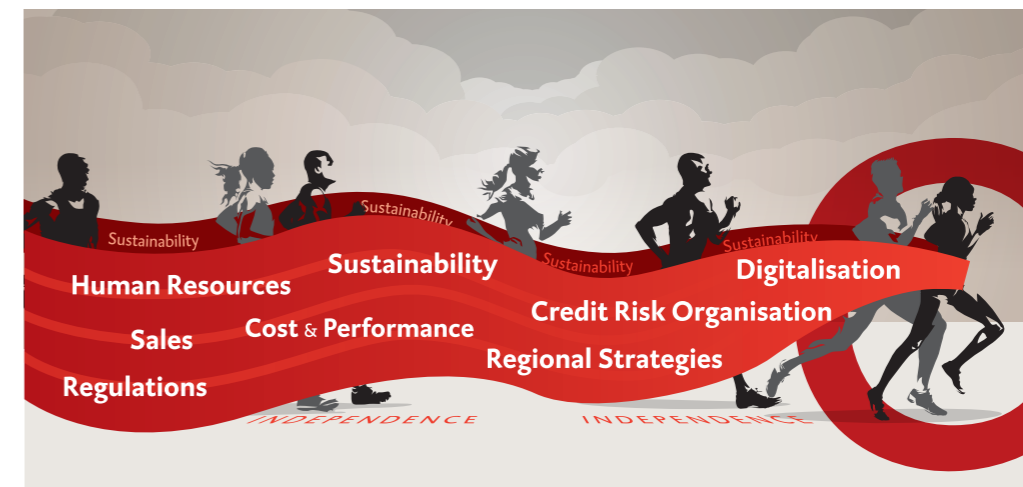 Sustainability
Sustainability
Sustainability
Sustainability
Human Resources
Sustainability
Digitalisation
Sales
Cost & Performance
Credit Risk Organisation
Regulations
Regional Strategies
INDEPENDENCE
INDEPENDENCE